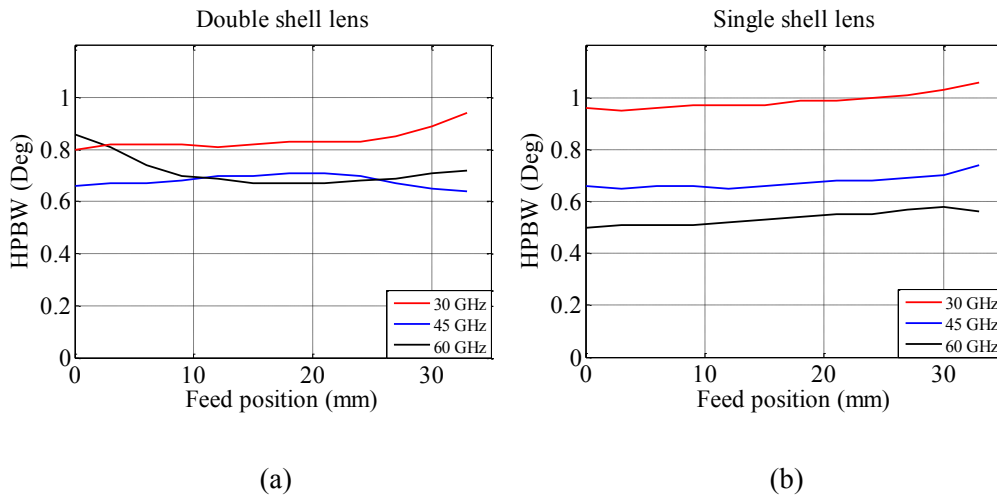 Double shell lens
HPBW (Deg)
1
0.8
0.6
0.4
0.2
0
0 10 20 30
Feed position (mm)
30 GHz
45 GHz
60 GHz
(a)
Single shell lens
HPBW (Deg)
1
0.8
0.6
0.4
0.2
0
0 10 20 30
Feed position (mm)
30 GHz
45 GHz
60 GHz
(b)